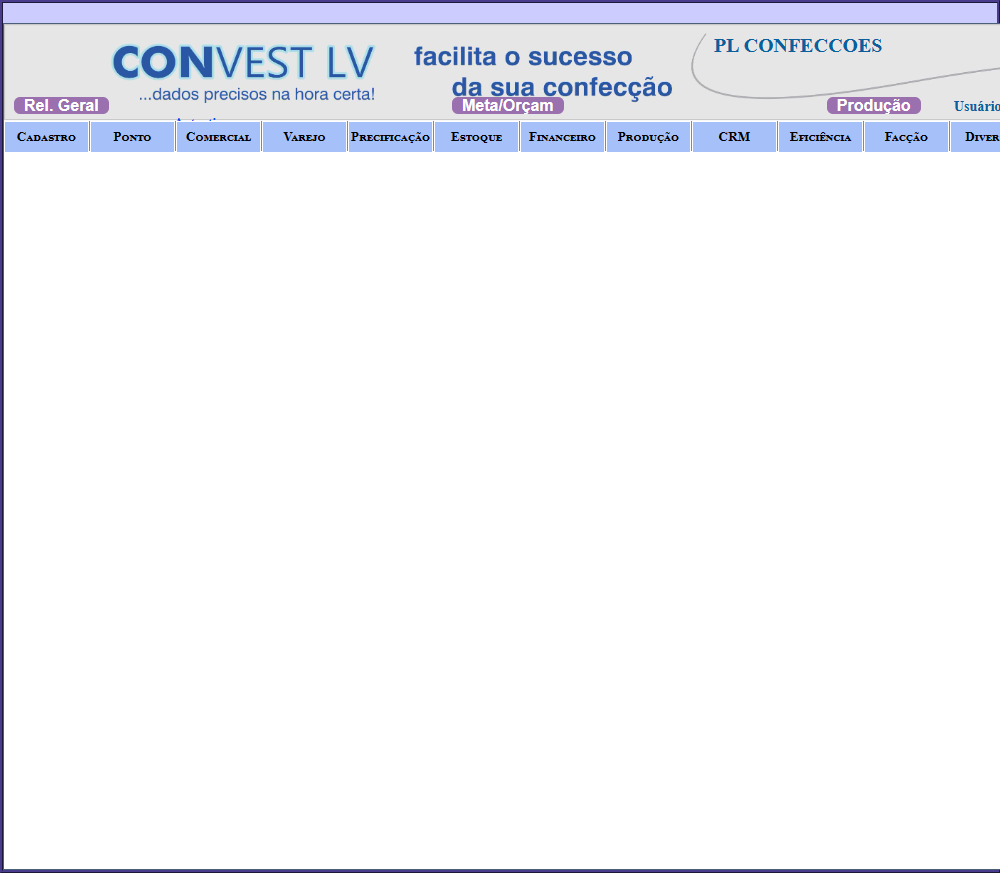 CONVEST LV
...dados precisos na hora certa!
facilita o sucesso
da sua confecção
PL CONFECCOES
Rel. Geral
Meta/Orçam
Produção
Usuário
Cadastro Ponto Comercial Varejo Precificação Estoque Financeiro Produção CRM Eficiência Facção Diver